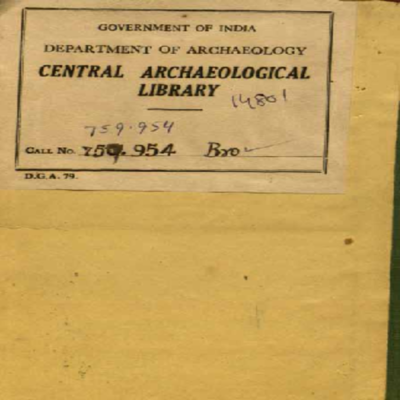 GOVERNMENT OF INDIA
DEPARTMENT OF ARCHAEOLOGY
CENTRAL ARCHAEOLOGICAL
LIBRARY
14801
759.954
CALL No. 759.954 Bro
D.G.A. 79.